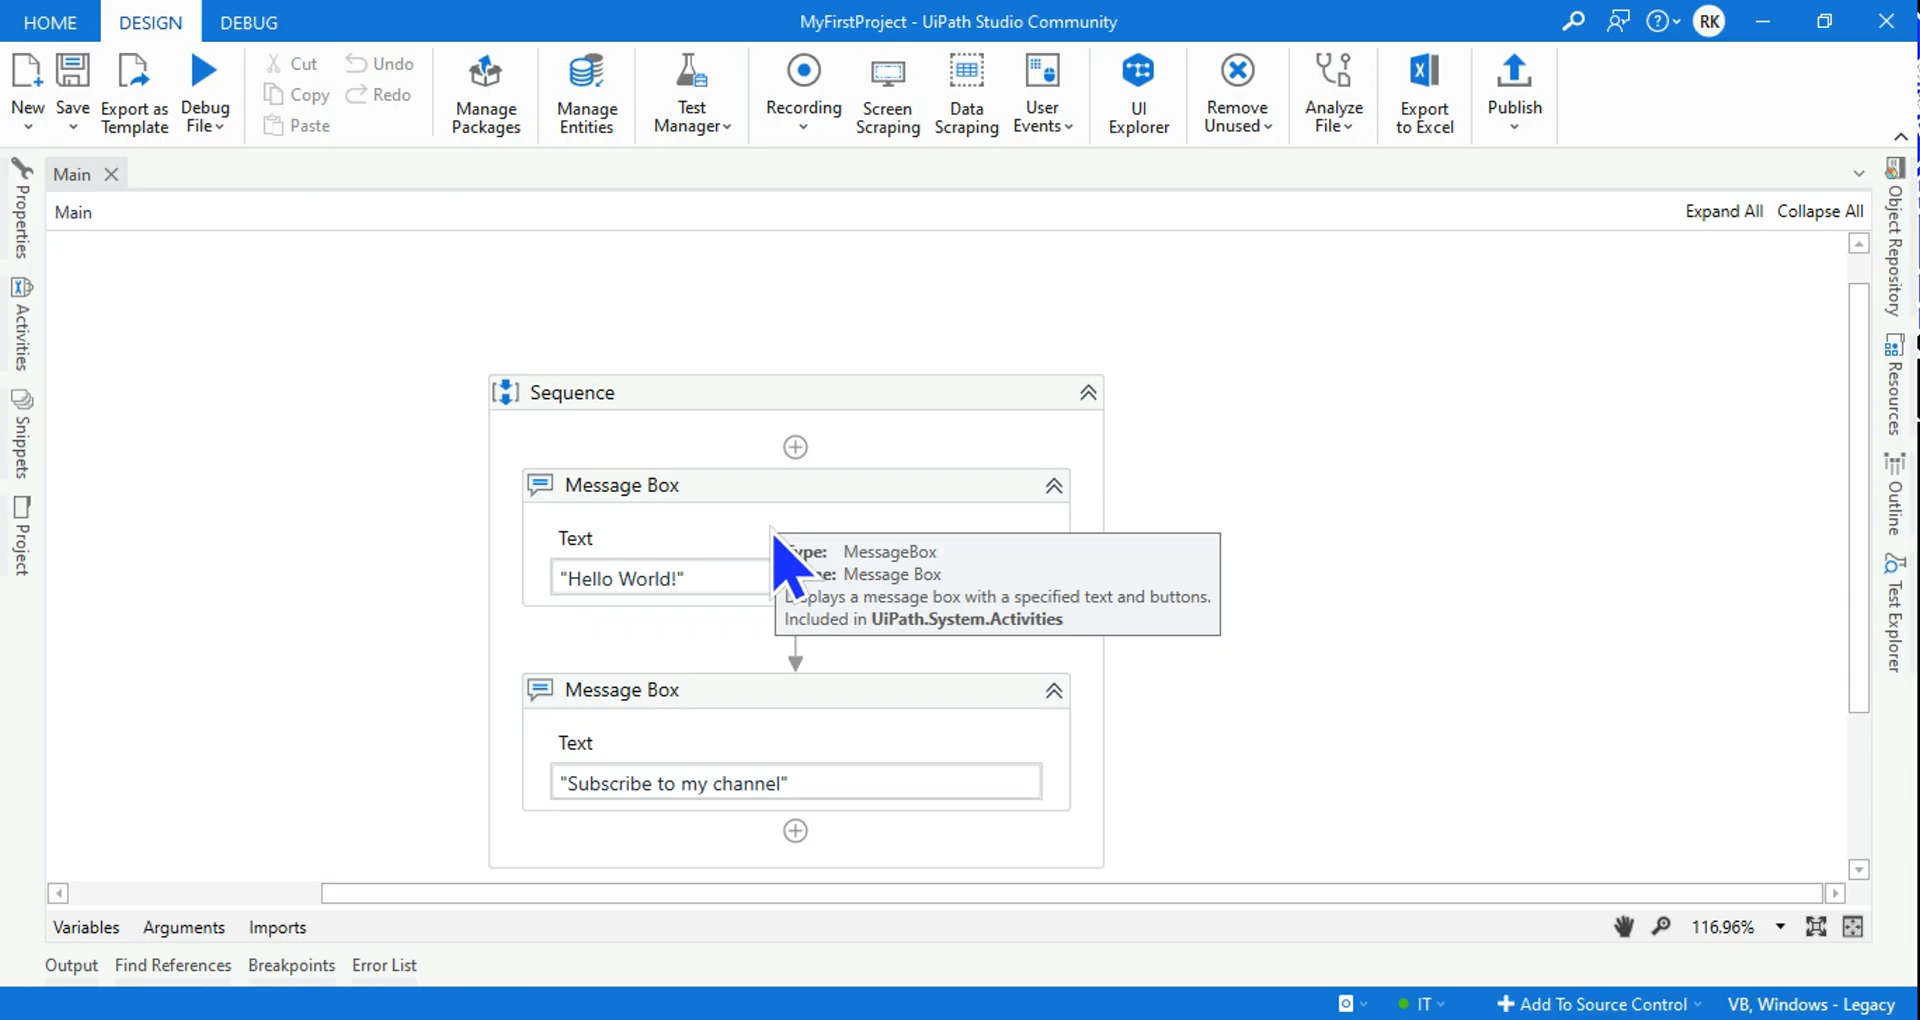 HOME DESIGN DEBUG MyFirstProject - UiPath Studio Community RK
New Save Export as Template Debug File
Cut Undo
Copy Redo
Paste
Manage Packages
Manage Entities
Test Manager
Recording
Screen Scraping
Data Scraping
User Events
UI Explorer
Remove Unused
Analyze File
Export to Excel
Publish
Main
Main Expand All Collapse All
Properties
Activities
Snippets
Project
Object Repository
Resources
Outline
Test Explorer
Sequence
Message Box
Text
"Hello World!"
MessageBox
Message Box
a message box with a specified text and buttons.
Included in UiPath.System.Activities
Message Box
Text
"Subscribe to my channel"
Variables Arguments Imports 116.96%
Output Find References Breakpoints Error List
IT Add To Source Control VB, Windows - Legacy